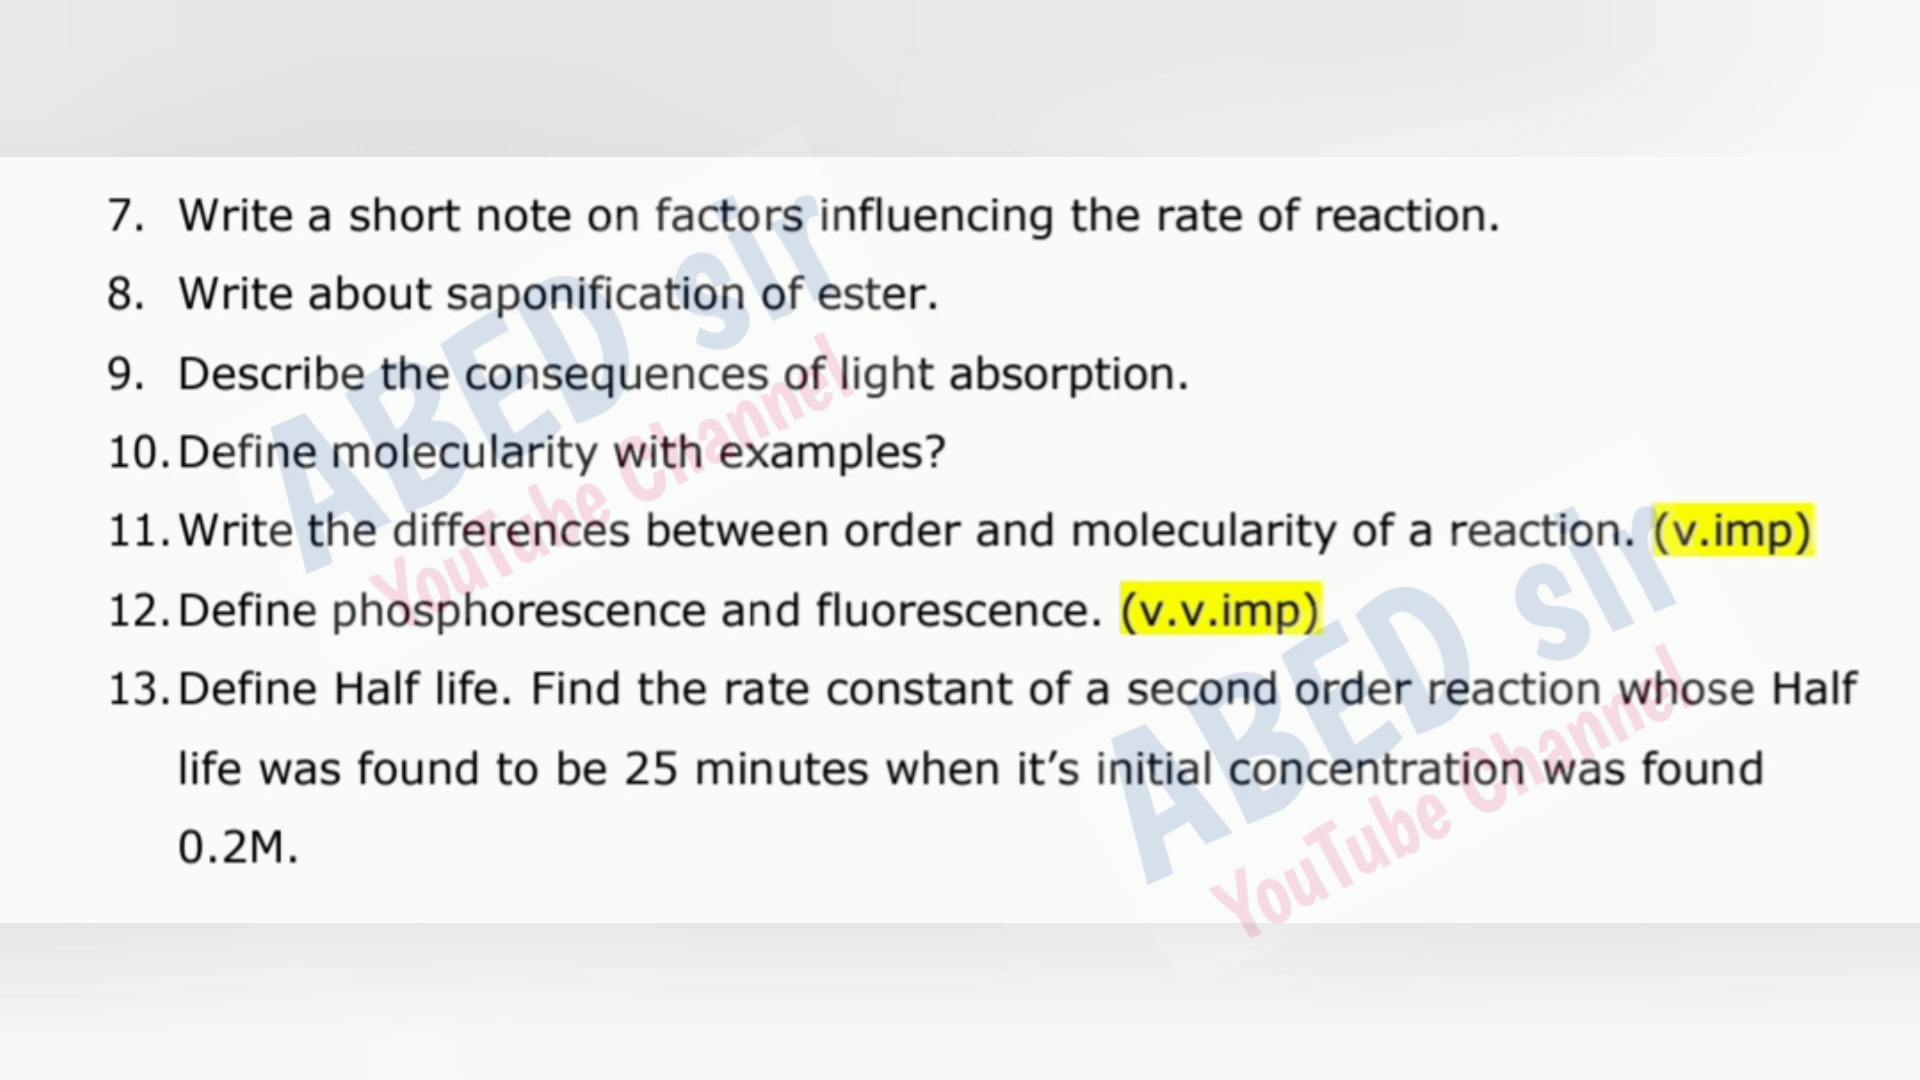 7. Write a short note on factors influencing the rate of reaction.
8. Write about saponification of ester.
9. Describe the consequences of light absorption.
10. Define molecularity with examples?
11. Write the differences between order and molecularity of a reaction. (v.imp)
12. Define phosphorescence and fluorescence. (v.v.imp)
13. Define Half life. Find the rate constant of a second order reaction whose Half
life was found to be 25 minutes when it’s initial concentration was found
0.2M.
ABED sir
YouTube Channel
ABED sir
YouTube Channel